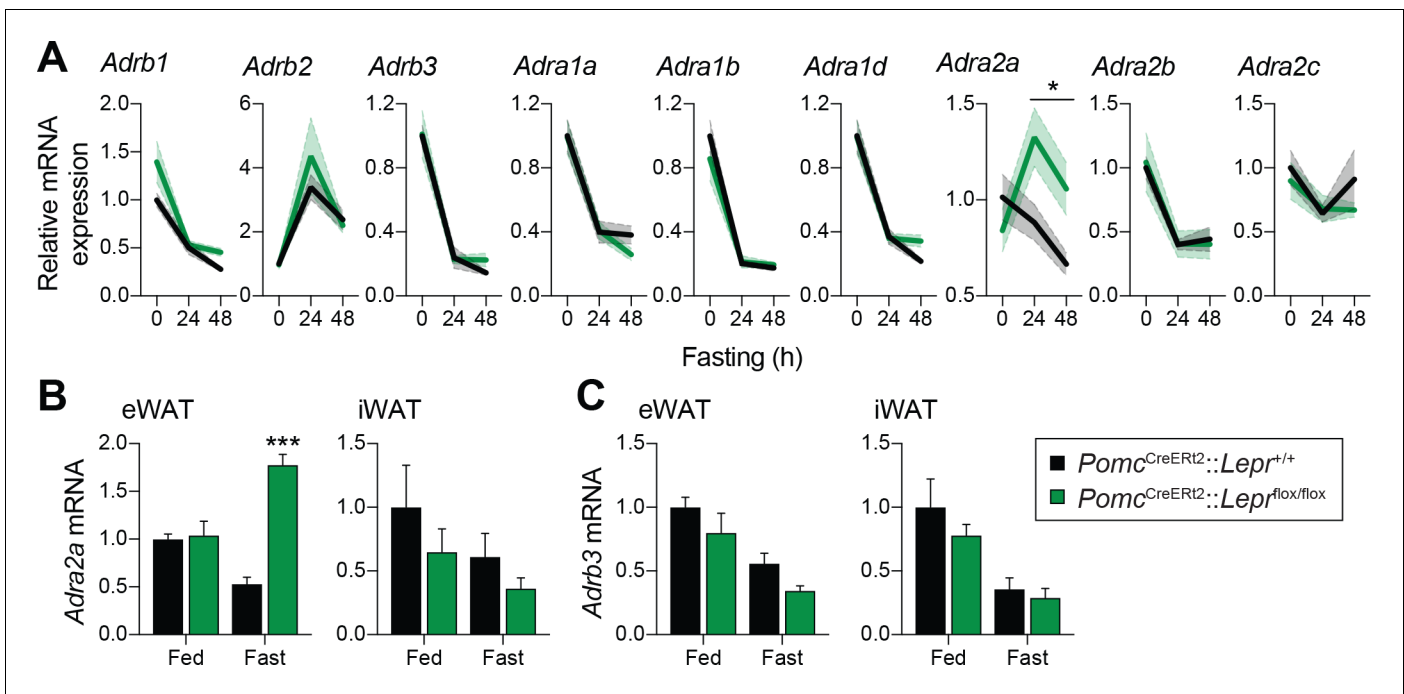 A
Adrb1 Adrb2 Adrb3 Adra1a Adra1b Adra1d Adra2a Adra2b Adra2c
*
2.0 6 1.2 1.2 1.2 1.2 1.5 1.5 1.5
1.5
4 0.8 0.8 0.8 0.8 1.0 1.0
1.0 1.0
2 0.4 0.4 0.4 0.4 0.5 0.5
0.5
0.0 0 0.0 0.0 0.0 0.0 0.5 0.0 0.0
Relative mRNA
expression
0 24 48 0 24 48 0 24 48 0 24 48 0 24 48 0 24 48 0 24 48 0 24 48 0 24 48
Fasting (h)
B
eWAT iWAT
2.0 *** 1.5
1.5
1.0
1.0
0.5
0.5
0.0 0.0
Adra2a mRNA
Fed Fast Fed Fast
C
eWAT iWAT
1.5 1.5
1.0 1.0
0.5 0.5
0.0 0.0
Adrb3 mRNA
Fed Fast Fed Fast
Pomc^CreERt2::Lepr^+/+
Pomc^CreERt2::Lepr^flox/flox